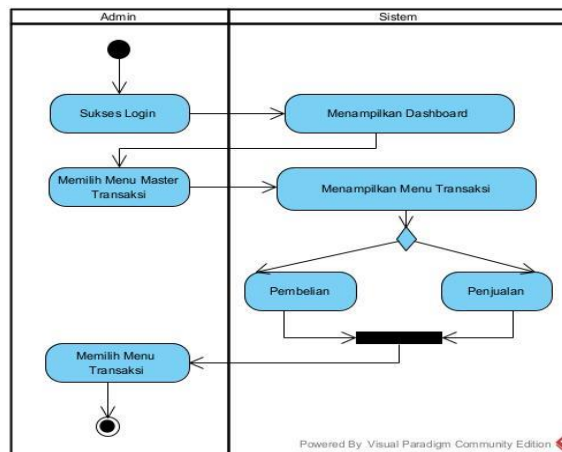 Admin
Sistem
Sukses Login
Menampilkan Dashboard
Memilih Menu Master
Transaksi
Menampilkan Menu Transaksi
Pembelian
Penjualan
Memilih Menu
Transaksi
Powered By Visual Paradigm Community Edition